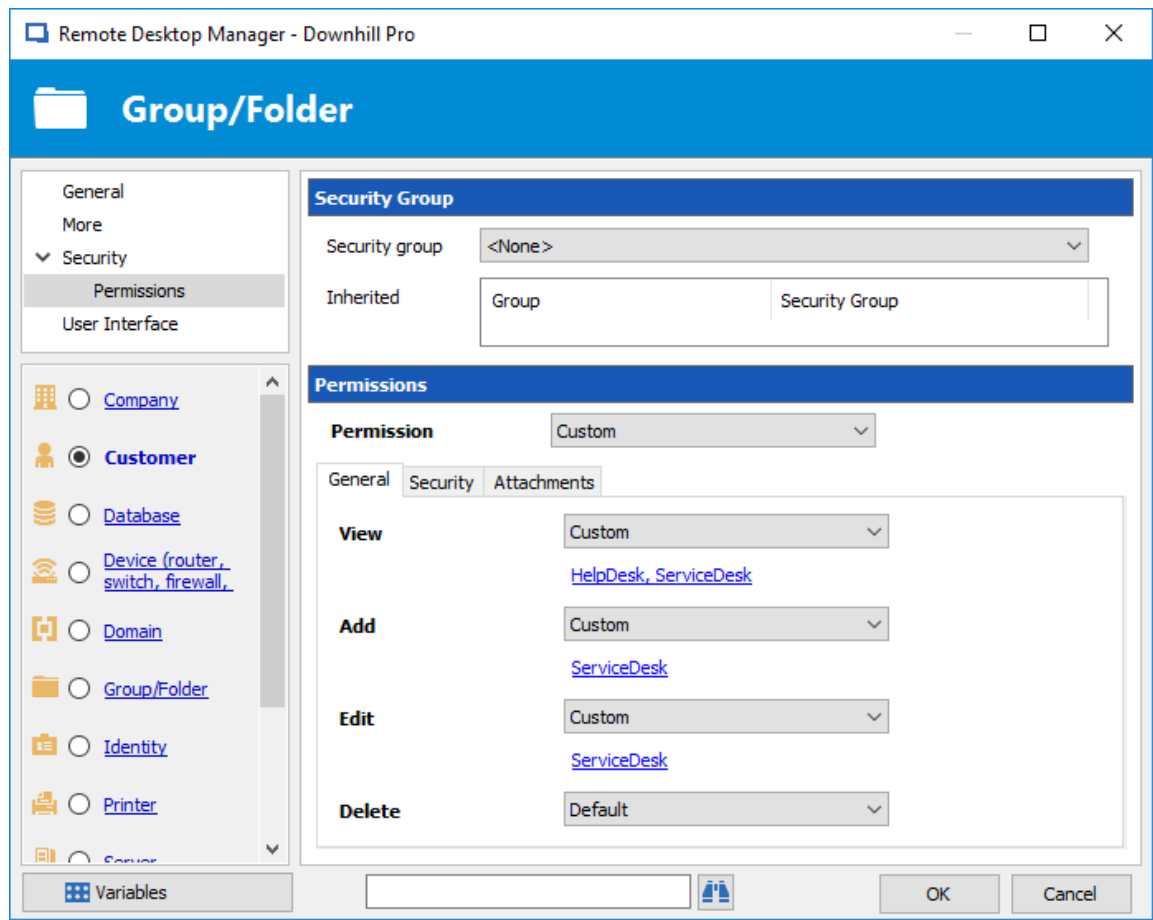 Remote Desktop Manager - Downhill Pro
Group/Folder
General
More
Security
Permissions
User Interface
Company
Customer
Database
Device (router,
switch, firewall,
Domain
Group/Folder
Identity
Printer
Server
Variables
Security Group
Security group <None>
Inherited Group Security Group
Permissions
Permission Custom
General Security Attachments
View Custom
HelpDesk, ServiceDesk
Add Custom
ServiceDesk
Edit Custom
ServiceDesk
Delete Default
OK Cancel